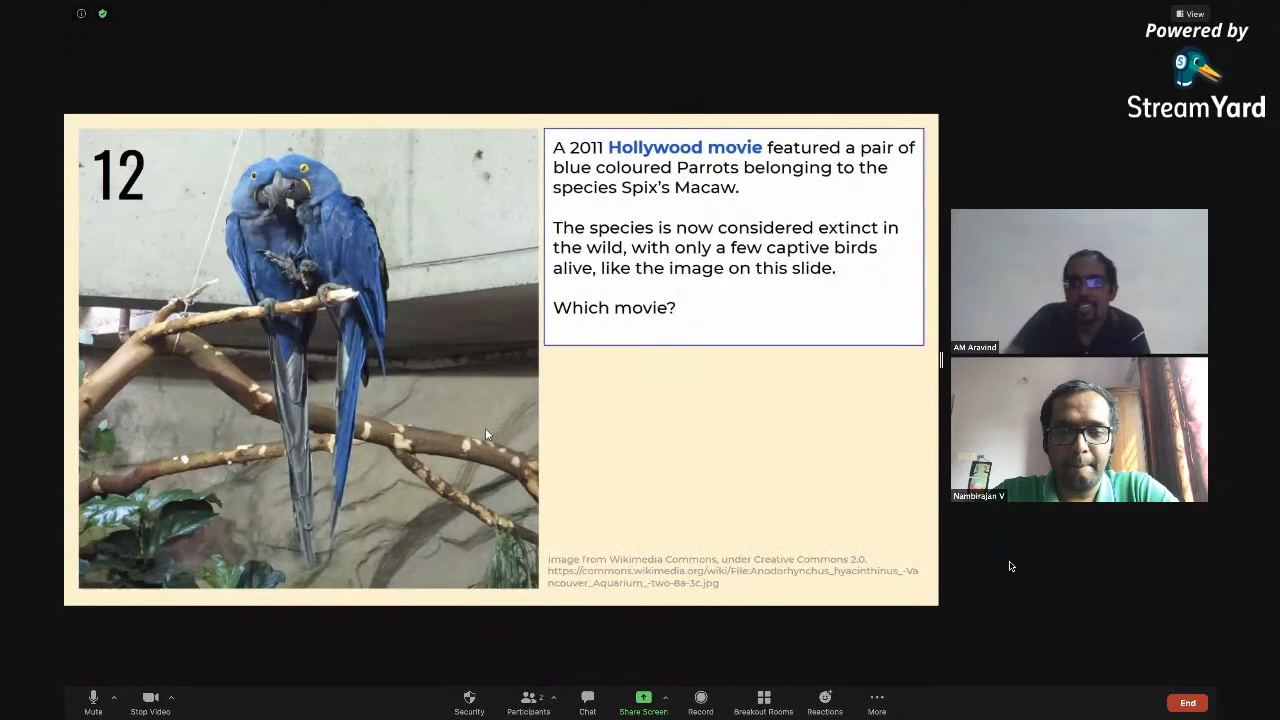 View
Powered by
StreamYard
12
A 2011 Hollywood movie featured a pair of
blue coloured Parrots belonging to the
species Spix's Macaw.
The species is now considered extinct in
the wild, with only a few captive birds
alive, like the image on this slide.
Which movie?
Image from Wikimedia Commons, under Creative Commons 2.0.
https://commons.wikimedia.org/wiki/File:Anodorhynchus_hyacinthinus_-Va
ncouver_Aquarium_-two-8a-3c.jpg
AM Aravind
Nambirajan V
Mute
Stop Video
Security
Participants
2
Chat
Share Screen
Record
Breakout Rooms
Reactions
More
End